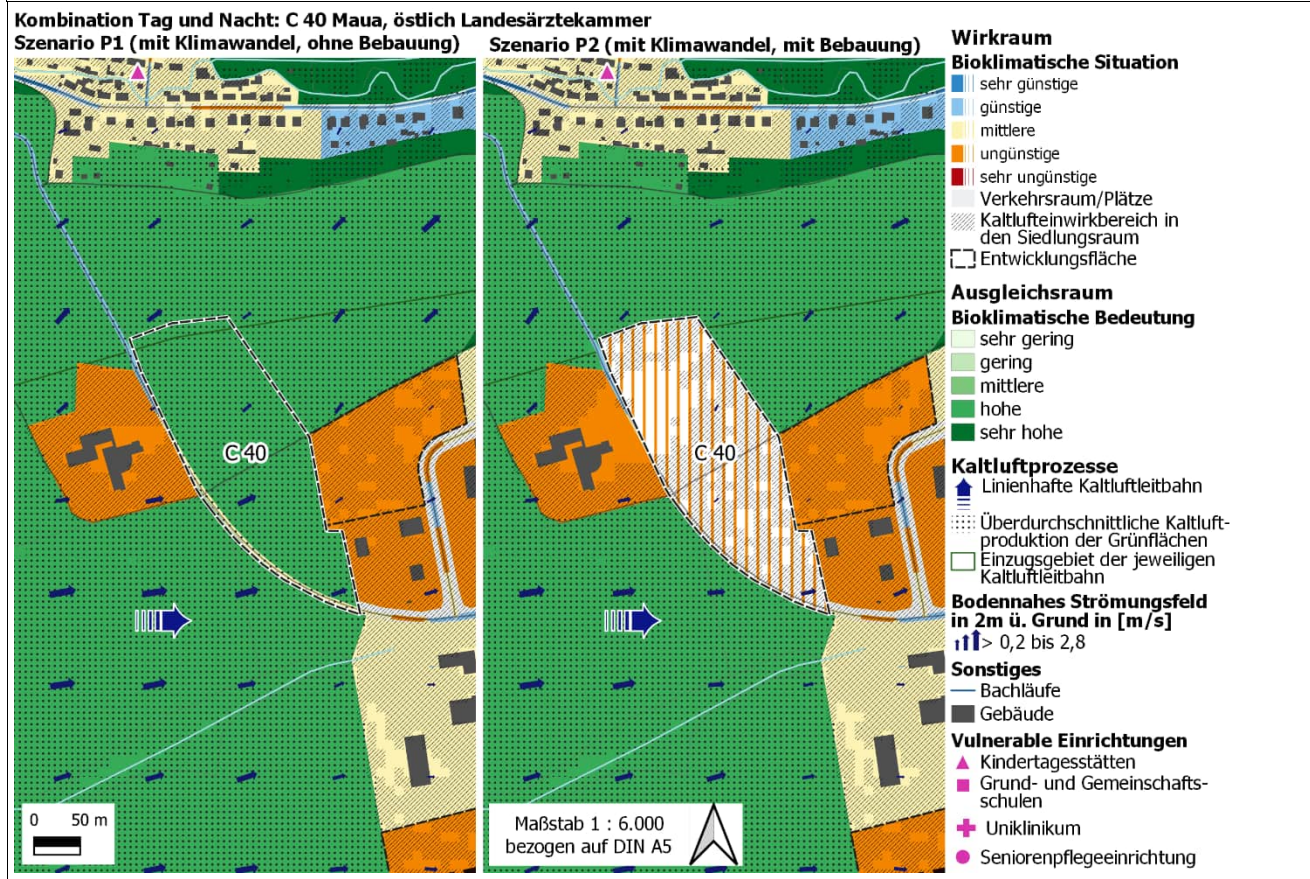 Kombination Tag und Nacht: C 40 Maua, östlich Landesärztekammer
Szenario P1 (mit Klimawandel, ohne Bebauung)
Szenario P2 (mit Klimawandel, mit Bebauung)
C 40
0 50 m
C 40
Maßstab 1 : 6.000
bezogen auf DIN A5
Wirkraum
Bioklimatische Situation
sehr günstige
günstige
mittlere
ungünstige
sehr ungünstige
Verkehrsraum/Plätze
Kaltlufteinwirkbereich in
den Siedlungsraum
Entwicklungsfläche
Ausgleichsraum
Bioklimatische Bedeutung
sehr gering
gering
mittlere
hohe
sehr hohe
Kaltluftprozesse
Linienhafte Kaltluftleitbahn
Überdurchschnittliche Kaltluft-
produktion der Grünflächen
Einzugsgebiet der jeweiligen
Kaltluftleitbahn
Bodennahes Strömungsfeld
in 2m ü. Grund in [m/s]
> 0,2 bis 2,8
Sonstiges
Bachläufe
Gebäude
Vulnerable Einrichtungen
Kindertagesstätten
Grund- und Gemeinschafts-
schulen
Uniklinikum
Seniorenpflegeeinrichtung